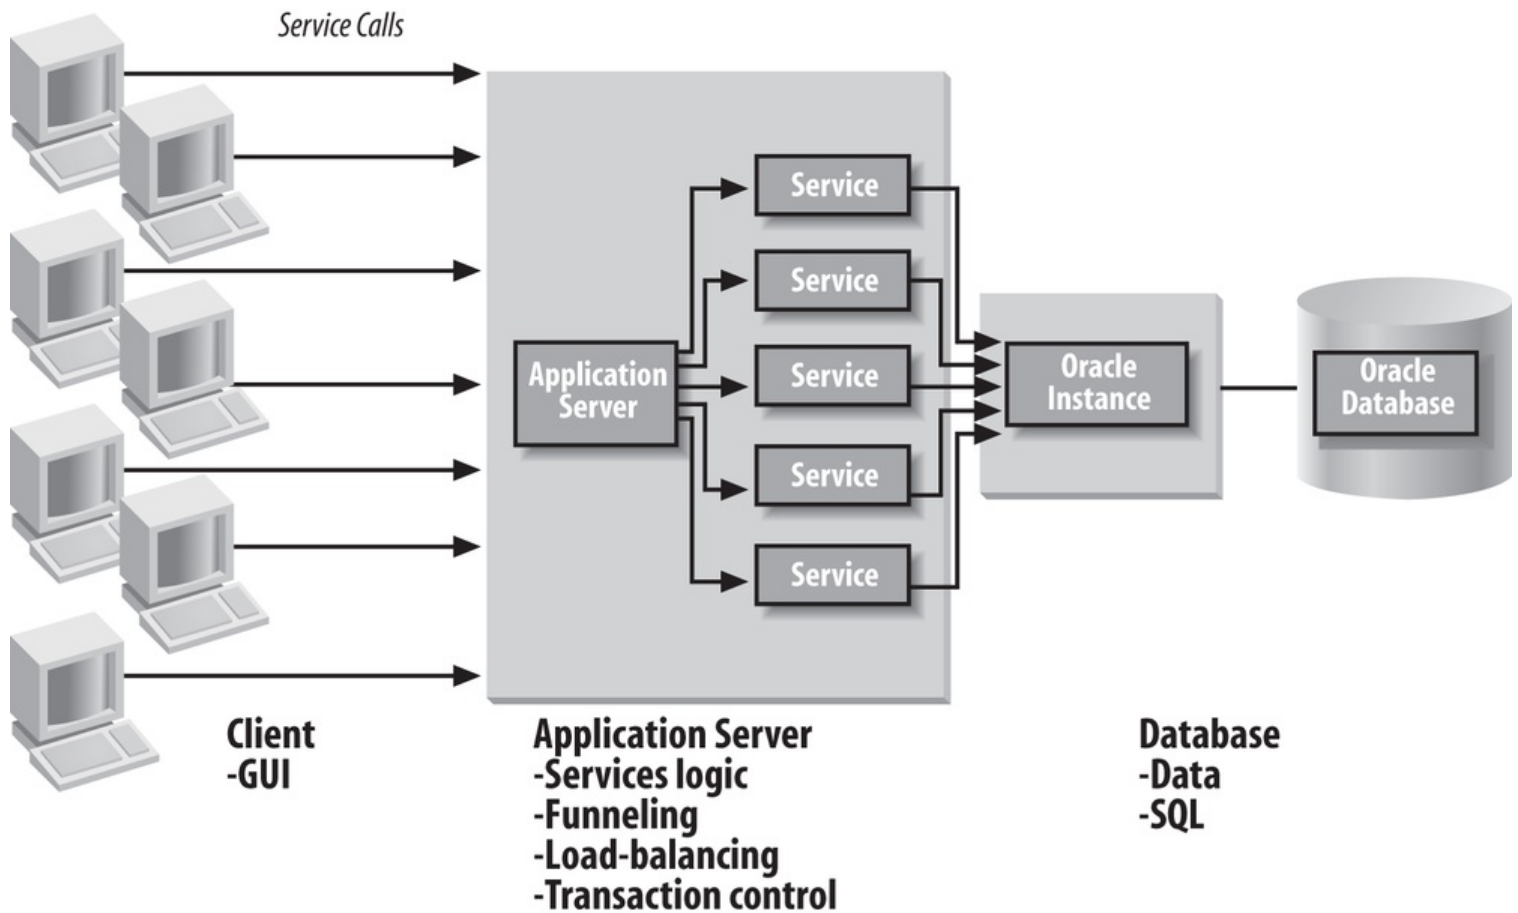 Service Calls
Service
Service
Service
Service
Service
Application
Server
Oracle
Instance
Oracle
Database
Client
-GUI
Application Server
-Services logic
-Funneling
-Load-balancing
-Transaction control
Database
-Data
-SQL